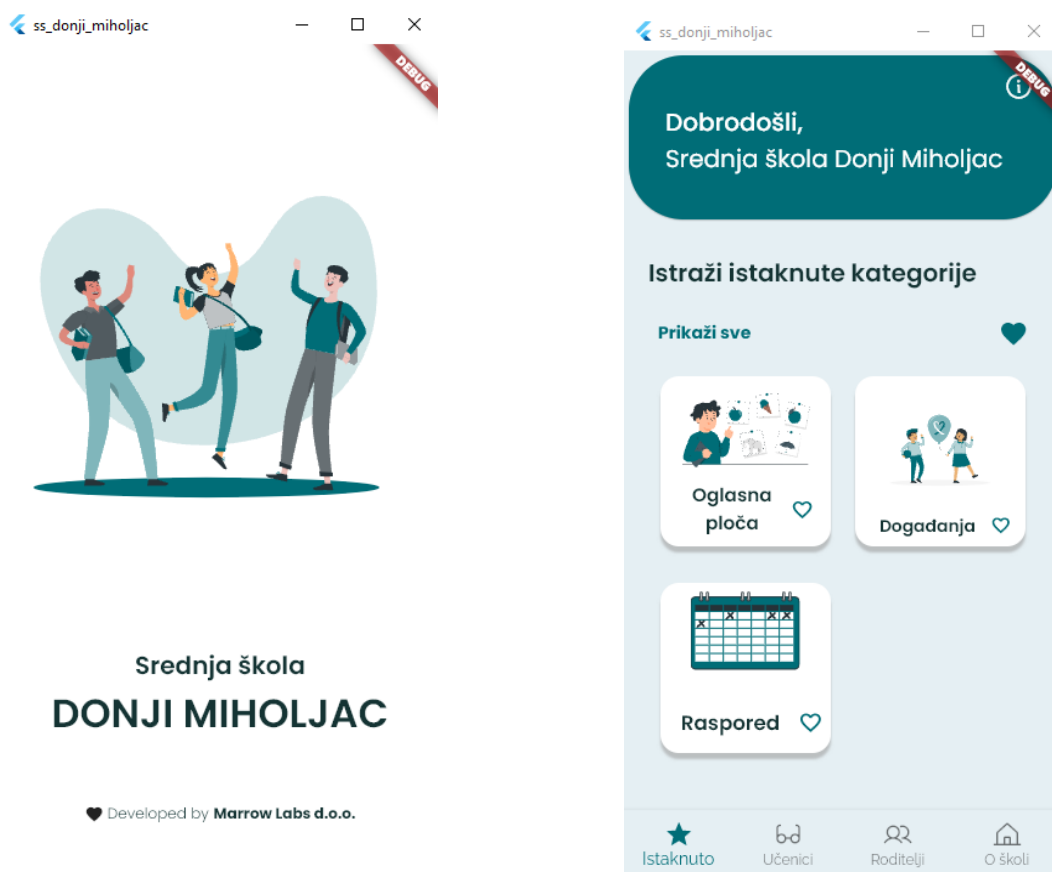 ss_donji_miholjac
DEBUG
Srednja škola
DONJI MIHOLJAC
Developed by Marrow Labs d.o.o.
ss_donji_miholjac
DEBUG
Dobrodošli,
Srednja škola Donji Miholjac
Istraži istaknute kategorije
Prikaži sve
Oglasna
ploča
Događanja
Raspored
Istaknuto
Učenici
Roditelji
O školi